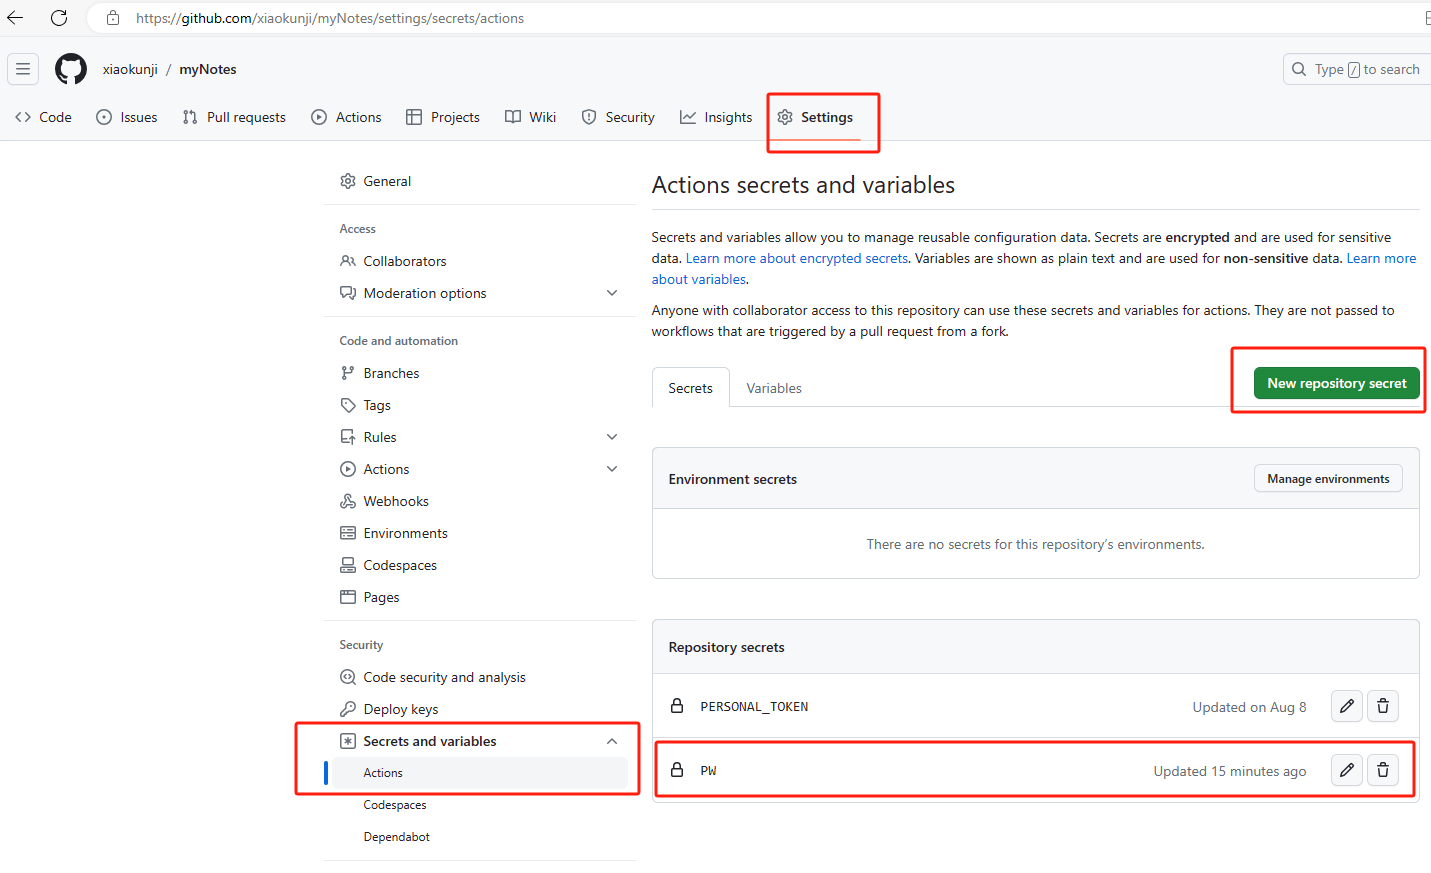 https://github.com/xiaokunji/myNotes/settings/secrets/actions
xiaokunji / myNotes
Type / to search
Code Issues Pull requests Actions Projects Wiki Security Insights Settings
General
Access
Collaborators
Moderation options
Code and automation
Branches
Tags
Rules
Actions
Webhooks
Environments
Codespaces
Pages
Security
Code security and analysis
Deploy keys
Secrets and variables
Actions
Codespaces
Dependabot
Actions secrets and variables
Secrets and variables allow you to manage reusable configuration data. Secrets are encrypted and are used for sensitive
data. Learn more about encrypted secrets. Variables are shown as plain text and are used for non-sensitive data. Learn more
about variables.
Anyone with collaborator access to this repository can use these secrets and variables for actions. They are not passed to
workflows that are triggered by a pull request from a fork.
Secrets Variables
New repository secret
Environment secrets
Manage environments
There are no secrets for this repository's environments.
Repository secrets
PERSONAL_TOKEN Updated on Aug 8
PW Updated 15 minutes ago